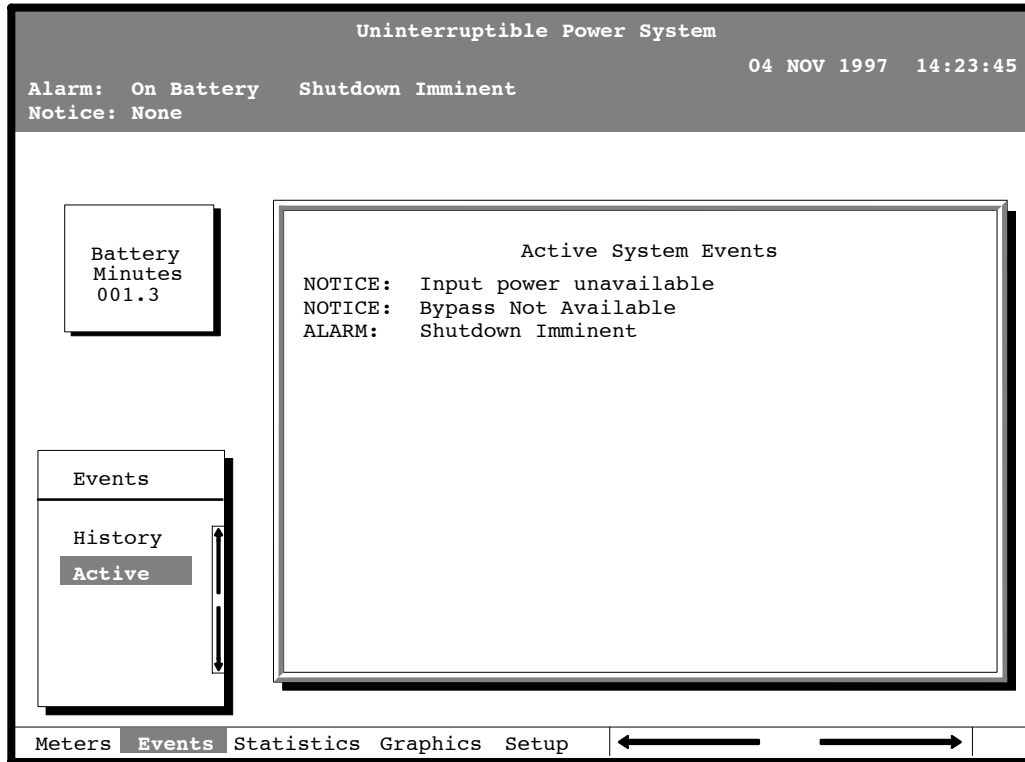 Uninterruptible Power System
04 NOV 1997 14:23:45
Alarm: On Battery Shutdown Imminent
Notice: None
Battery
Minutes
001.3
Active System Events
NOTICE: Input power unavailable
NOTICE: Bypass Not Available
ALARM: Shutdown Imminent
Events
History
Active
Meters Events Statistics Graphics Setup